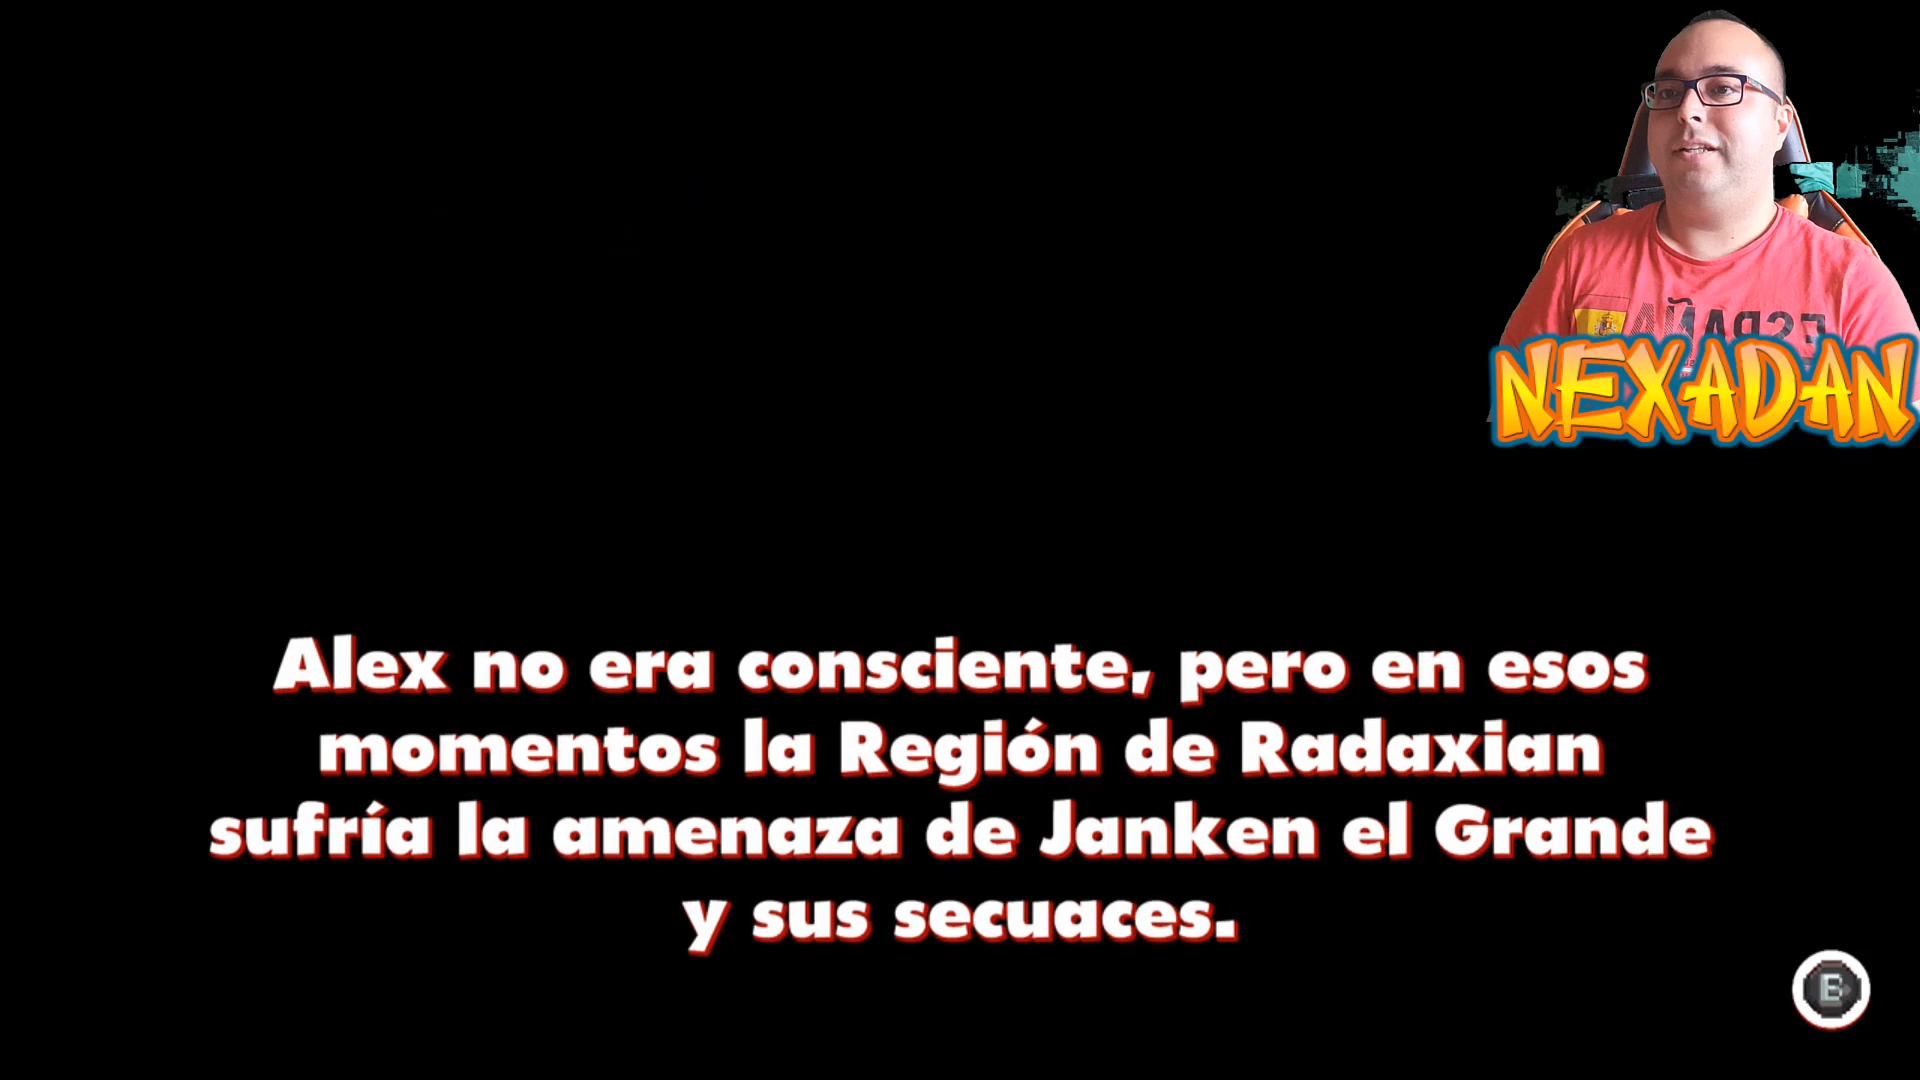 ESPAÑA
NEXADAN
Alex no era consciente, pero en esos
momentos la Región de Radaxian
sufría la amenaza de Janken el Grande
y sus secuaces.
E